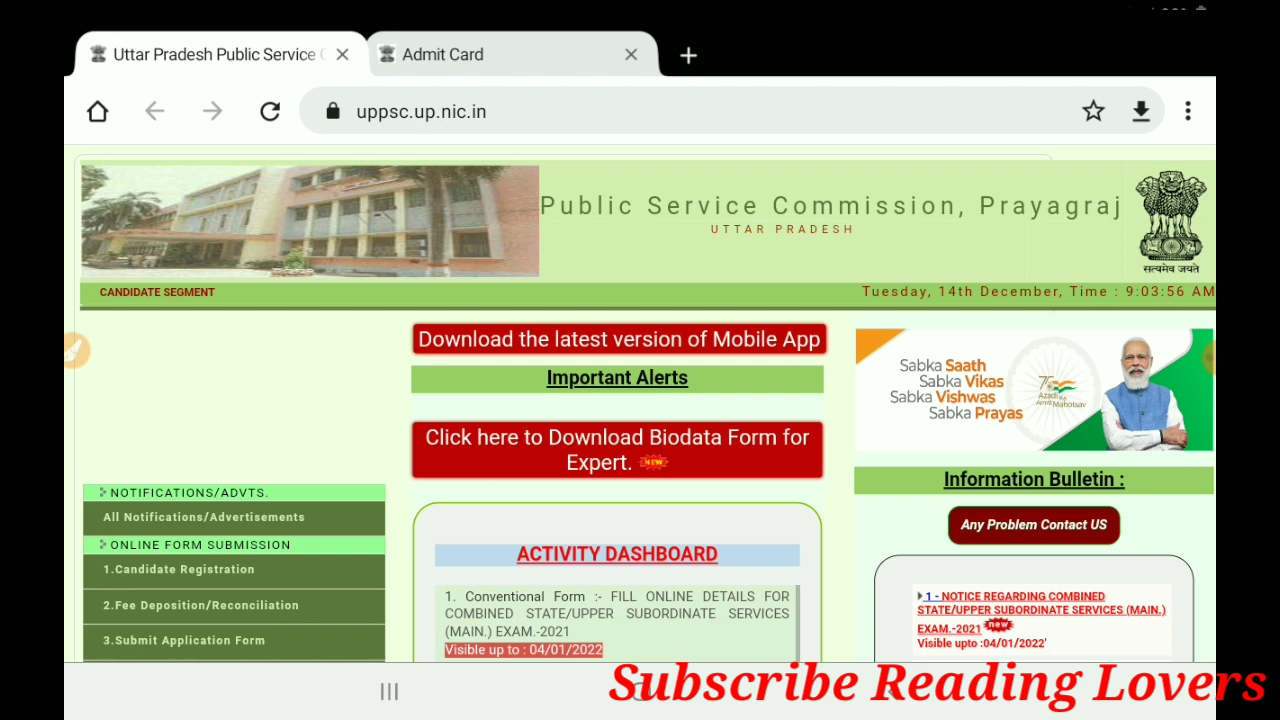 Uttar Pradesh Public Service
Admit Card
uppsc.up.nic.in
Public Service Commission, Prayagraj
UTTAR PRADESH
सत्यमेव जयते
CANDIDATE SEGMENT
Tuesday, 14th December, Time : 9:03:56 AM
Download the latest version of Mobile App
Important Alerts
Click here to Download Biodata Form for
Expert. NEW
Sabka Saath
Sabka Vikas
Sabka Vishwas
Sabka Prayas
75
Azadi Ka
Amrit Mahotsav
NOTIFICATIONS/ADVTS.
All Notifications/Advertisements
ONLINE FORM SUBMISSION
1.Candidate Registration
2.Fee Deposition/Reconciliation
3.Submit Application Form
ACTIVITY DASHBOARD
1. Conventional Form :- FILL ONLINE DETAILS FOR
COMBINED STATE/UPPER SUBORDINATE SERVICES
(MAIN.) EXAM.-2021
Visible up to : 04/01/2022
Information Bulletin :
Any Problem Contact US
1 - NOTICE REGARDING COMBINED
STATE/UPPER SUBORDINATE SERVICES (MAIN.)
EXAM.-2021 new
Visible upto :04/01/2022'
Subscribe Reading Lovers